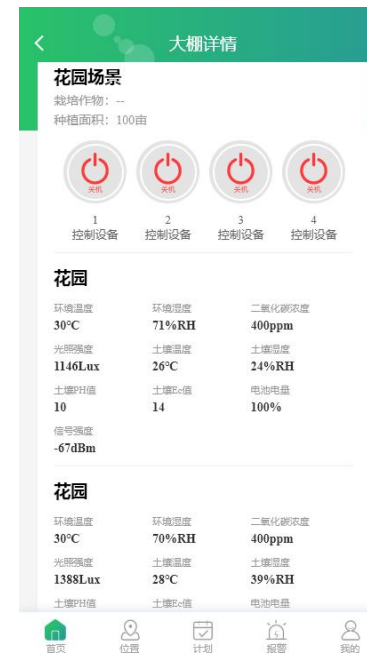 大棚详情
花园场景
栽培作物：--
种植面积：100亩
关机 关机 关机 关机
1 2 3 4
控制设备 控制设备 控制设备 控制设备
花园
环境温度 环境湿度 二氧化碳浓度
30°C 71%RH 400ppm
光照强度 土壤温度 土壤湿度
1146Lux 26°C 24%RH
土壤PH值 土壤Ec值 电池电量
10 14 100%
信号强度
-67dBm
花园
环境温度 环境湿度 二氧化碳浓度
30°C 70%RH 400ppm
光照强度 土壤温度 土壤湿度
1388Lux 28°C 39%RH
土壤PH值 土壤Ec值 电池电量
首页 位置 计划 报警 我的